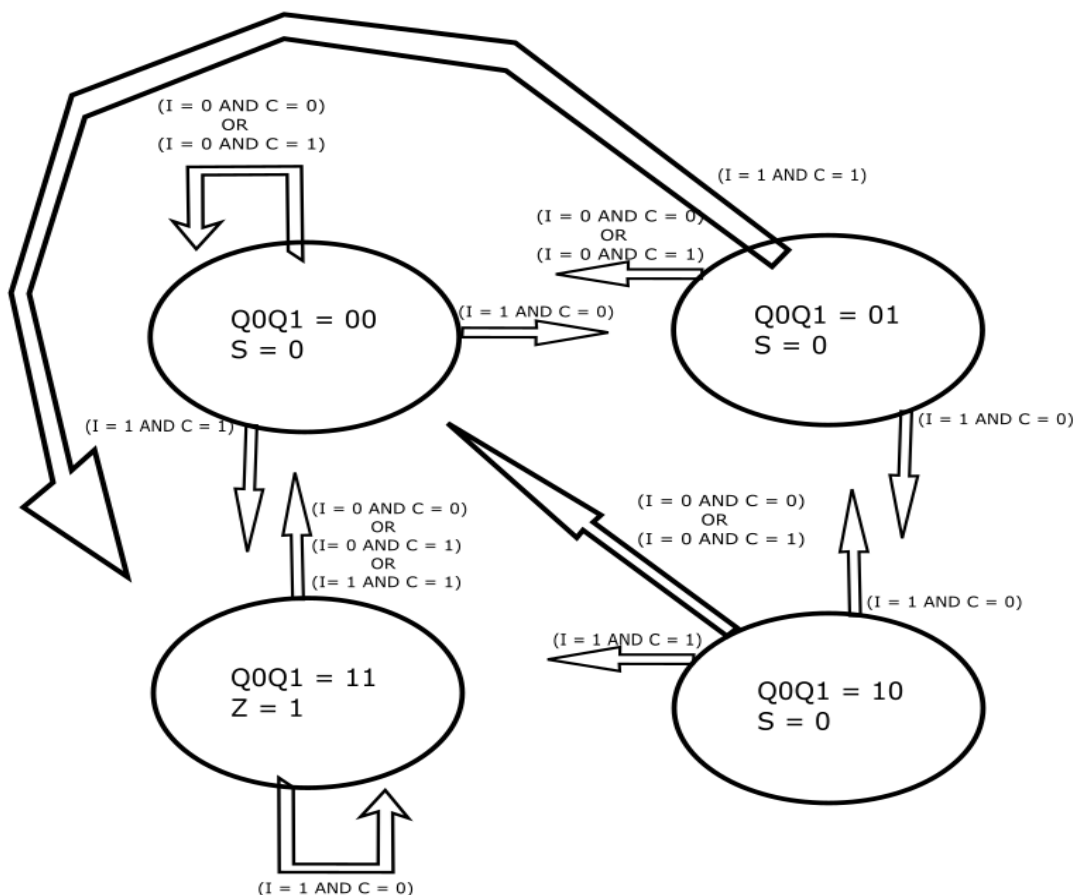 (I = 0 AND C = 0)
OR
(I = 0 AND C = 1)
(I = 1 AND C = 1)
(I = 0 AND C = 0)
OR
(I = 0 AND C = 1)
Q0Q1 = 00
S = 0
(I = 1 AND C = 0)
Q0Q1 = 01
S = 0
(I = 1 AND C = 1)
(I = 1 AND C = 0)
(I = 0 AND C = 0)
OR
(I= 0 AND C = 1)
OR
(I= 1 AND C = 1)
(I = 0 AND C = 0)
OR
(I = 0 AND C = 1)
(I = 1 AND C = 0)
(I = 1 AND C = 1)
Q0Q1 = 11
Z = 1
Q0Q1 = 10
S = 0
(I = 1 AND C = 0)